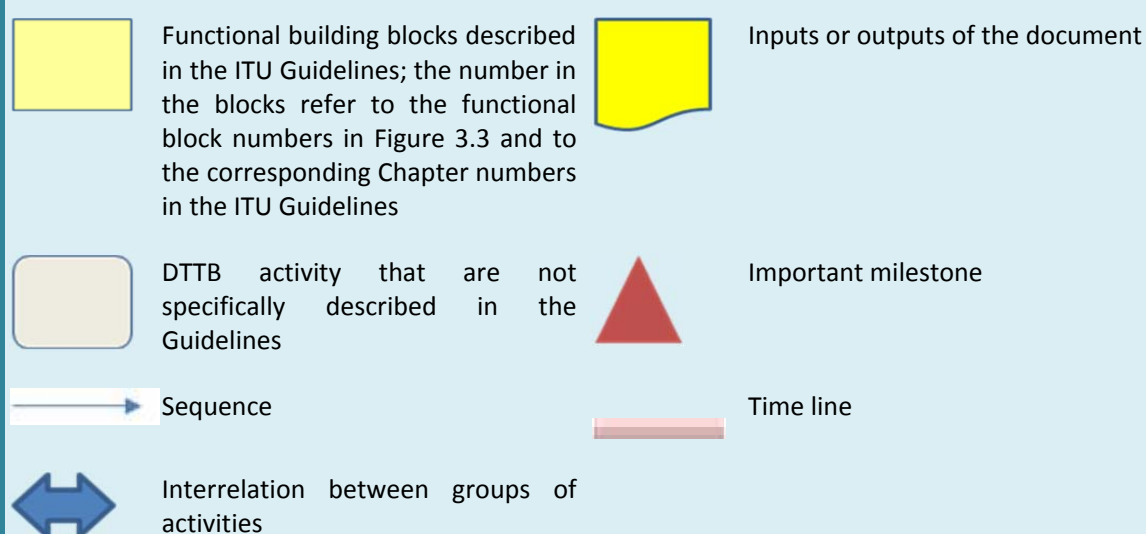 Functional building blocks described
in the ITU Guidelines; the number in
the blocks refer to the functional
block numbers in Figure 3.3 and to
the corresponding Chapter numbers
in the ITU Guidelines
Inputs or outputs of the document
DTTB activity that are not
specifically described in the
Guidelines
Important milestone
Sequence
Time line
Interrelation between groups of
activities